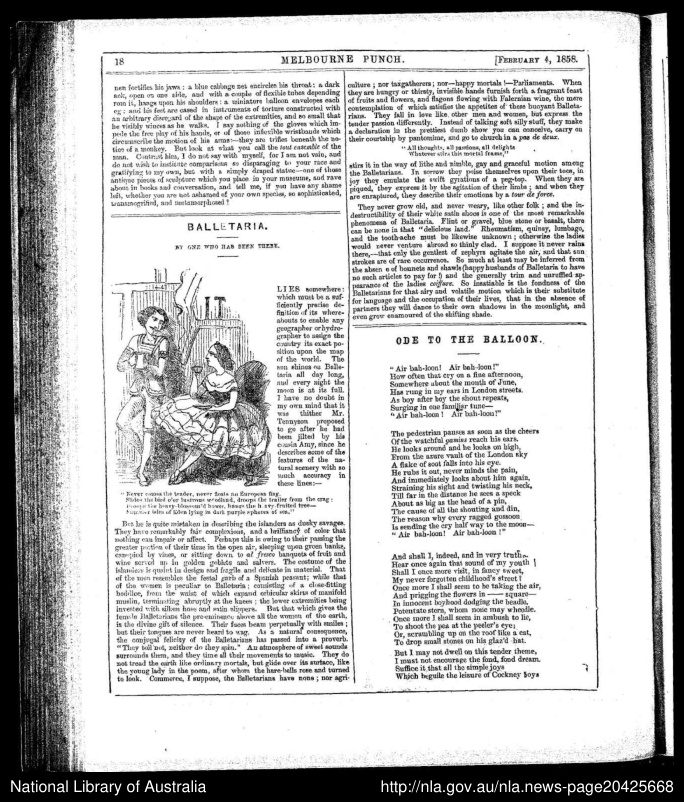 18
MELBOURNE PUNCH.
[FEBRUARY 4, 1858.
nen fortifies his jaws: a blue cabbage net encircles his throat: a dark
sack, open on one side, and with a couple of flexible tubes depending
rom it, hangs upon his shoulders: a miniature balloon envelopes each
eg: and his feet are cased in instruments of torture constructed with
an arbitrary disregard of the shape of the extremities, and so small that
he visibly winces as he walks. I say nothing of the gloves which im-
pede the free play of his hands, or of those inflexible wristbands which
circumscribe the motion of his arms:—they are trifles beneath the no-
tice of a monkey. But look at what you call the tout ensemble of the
man. Contrast him, I do not say with myself, for I am not vain, and
do not wish to institute comparisons so disparaging to your race and
gratifying to my own, but with a simply draped statue—one of those
antique pieces of sculpture which you place in your museums, and rave
about in books and conversation, and tell me, if you have any shame
left, whether you are not ashamed of your own species, so sophisticated,
transmogrified, and metamorphosed!
BALLETARIA.
BY ONE WHO HAS BEEN THERE.
IT
LIES somewhere:
which must be a suf-
ficiently precise de-
finition of its where-
abouts to enable any
geographer or hydro-
grapher to assign the
country its exact po-
sition upon the map
of the world. The
sun shines on Balle-
taria all day long,
and every night the
moon is at its full.
I have no doubt in
my own mind that it
was thither Mr.
Tennyson proposed
to go after he had
been jilted by his
cousin Amy, since he
describes some of the
features of the na-
tural scenery with so
much accuracy in
these lines:—
"Never comes the trader, never floats an European flag,
Slides the bird o'er lustrous woodland, droops the trailer from the crag:
Droops the heavy-blossom'd bower, hangs the heavy-fruited tree—
Summer isles of Eden lying in dark purple spheres of sea."
But he is quite mistaken in describing the islanders as dusky savages.
They have remarkably fair complexions, and a brilliancy of color that
nothing can impair or affect. Perhaps this is owing to their passing the
greater portion of their time in the open air, sleeping upon green banks,
canopied by vines, or sitting down to al fresco banquets of fruit and
wine served up in golden goblets and salvers. The costume of the
islanders is quaint in design and fragile and delicate in material. That
of the men resembles the festal garb of a Spanish peasant; while that
of the women is peculiar to Balletaria; consisting of a close-fitting
boddice, from the waist of which expand orbicular skirts of manifold
muslin, terminating abruptly at the knees; the lower extremities being
invested with silken hose and satin slippers. But that which gives the
female Balletarians the pre-eminence above all the women of the earth,
is the divine gift of silence. Their faces beam perpetually with smiles;
but their tongues are never heard to wag. As a natural consequence,
the conjugal felicity of the Balletarians has passed into a proverb.
"They toil not, neither do they spin." An atmosphere of sweet sounds
surrounds them, and they time all their movements to music. They do
not tread the earth like ordinary mortals, but glide over its surface, like
the young lady in the poem, after whom the hare-bells rose and turned
to look. Commerce, I suppose, the Balletarians have none; nor agri-
culture; nor taxgatherers; nor—happy mortals!—Parliaments. When
they are hungry or thirsty, invisible hands furnish forth a fragrant feast
of fruits and flowers, and flagons flowing with Falernian wine, the mere
contemplation of which satisfies the appetites of these buoyant Balleta-
rians. They fall in love like other men and women, but express the
tender passion differently. Instead of talking soft silly stuff, they make
a declaration in the prettiest dumb show you can conceive, carry on
their courtship by pantomime, and go to church in a pas de deux.
"All thoughts, all passions, all delights
Whatever stirs this mortal frame,"
stirs it in the way of lithe and nimble, gay and graceful motion among
the Balletarians. In sorrow they poise themselves upon their toes, in
joy they emulate the swift gyrations of a peg-top. When they are
piqued, they express it by the agitation of their limbs; and when they
are enraptured, they describe their emotions by a tour de force.
They never grow old, and never weary, like other folk; and the in-
destructibility of their white satin shoes is one of the most remarkable
phenomena of Balletaria. Flint or gravel, blue stone or basalt, there
can be none in that "delicious land." Rheumatism, quinsy, lumbago,
and the tooth-ache must be likewise unknown; otherwise the ladies
would never venture abroad so thinly clad. I suppose it never rains
there,—that only the gentlest of zephyrs agitate the air, and that sun
strokes are of rare occurrence. So much at least may be inferred from
the absen e of bonnets and shawls (happy husbands of Balletaria to have
no such articles to pay for!) and the generally trim and unruffled ap-
pearance of the ladies coiffure. So insatiable is the fondness of the
Balletarians for that airy and volatile motion which is their substitute
for language and the occupation of their lives, that in the absence of
partners they will dance to their own shadows in the moonlight, and
even grow enamoured of the shifting shade.
ODE TO THE BALLOON.
"Air bah-loon! Air bah-loon!"
How often that cry on a fine afternoon,
Somewhere about the month of June,
Has rung in my ears in London streets.
As boy after boy the shout repeats,
Surging in one familiar tune—
"Air bah-loon! Air bah-loon!"
The pedestrian pauses as soon as the cheers
Of the watchful gamins reach his ears.
He looks around and he looks on high,
From the azure vault of the London sky
A flake of soot falls into his eye.
He rubs it out, never minds the pain,
And immediately looks about him again,
Straining his sight and twisting his neck,
Till far in the distance he sees a speck
About as big as the head of a pin,
The cause of all the shouting and din,
The reason why every ragged gossoon
Is sending the cry half way to the moon—
"Air bah-loon! Air bah-loon!"
And shall I, indeed, and in very truth,
Hear once again that sound of my youth!
Shall I once more visit, in fancy sweet,
My never forgotten childhood's street!
Once more I shall seem to be taking the air,
And prigging the flowers in —— square—
In innocent boyhood dodging the beadle,
Potentate stern, whom none may wheedle.
Once more I shall seem in ambush to lie,
To shoot the pea at the peeler's eye;
Or, scrambling up on the roof like a cat,
To drop small stones on his glaz'd hat.
But I may not dwell on this tender theme,
I must not encourage the fond, fond dream.
Suffice it that all the simple joys
Which beguile the leisure of Cockney boys
National Library of Australia
http://nla.gov.au/nla.news-page20425668